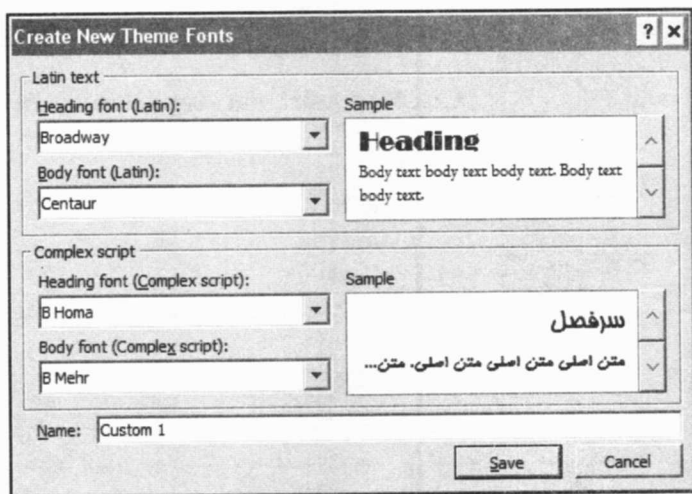 Create New Theme Fonts
Latin text
Heading font (Latin):
Broadway
Body font (Latin):
Centaur
Sample
Heading
Body text body text body text. Body text
body text.
Complex script
Heading font (Complex script):
B Homa
Body font (Complex script):
B Mehr
Sample
سرفصل
متن اصلی متن اصلی متن اصلی. متن...
Name: Custom 1
Save Cancel